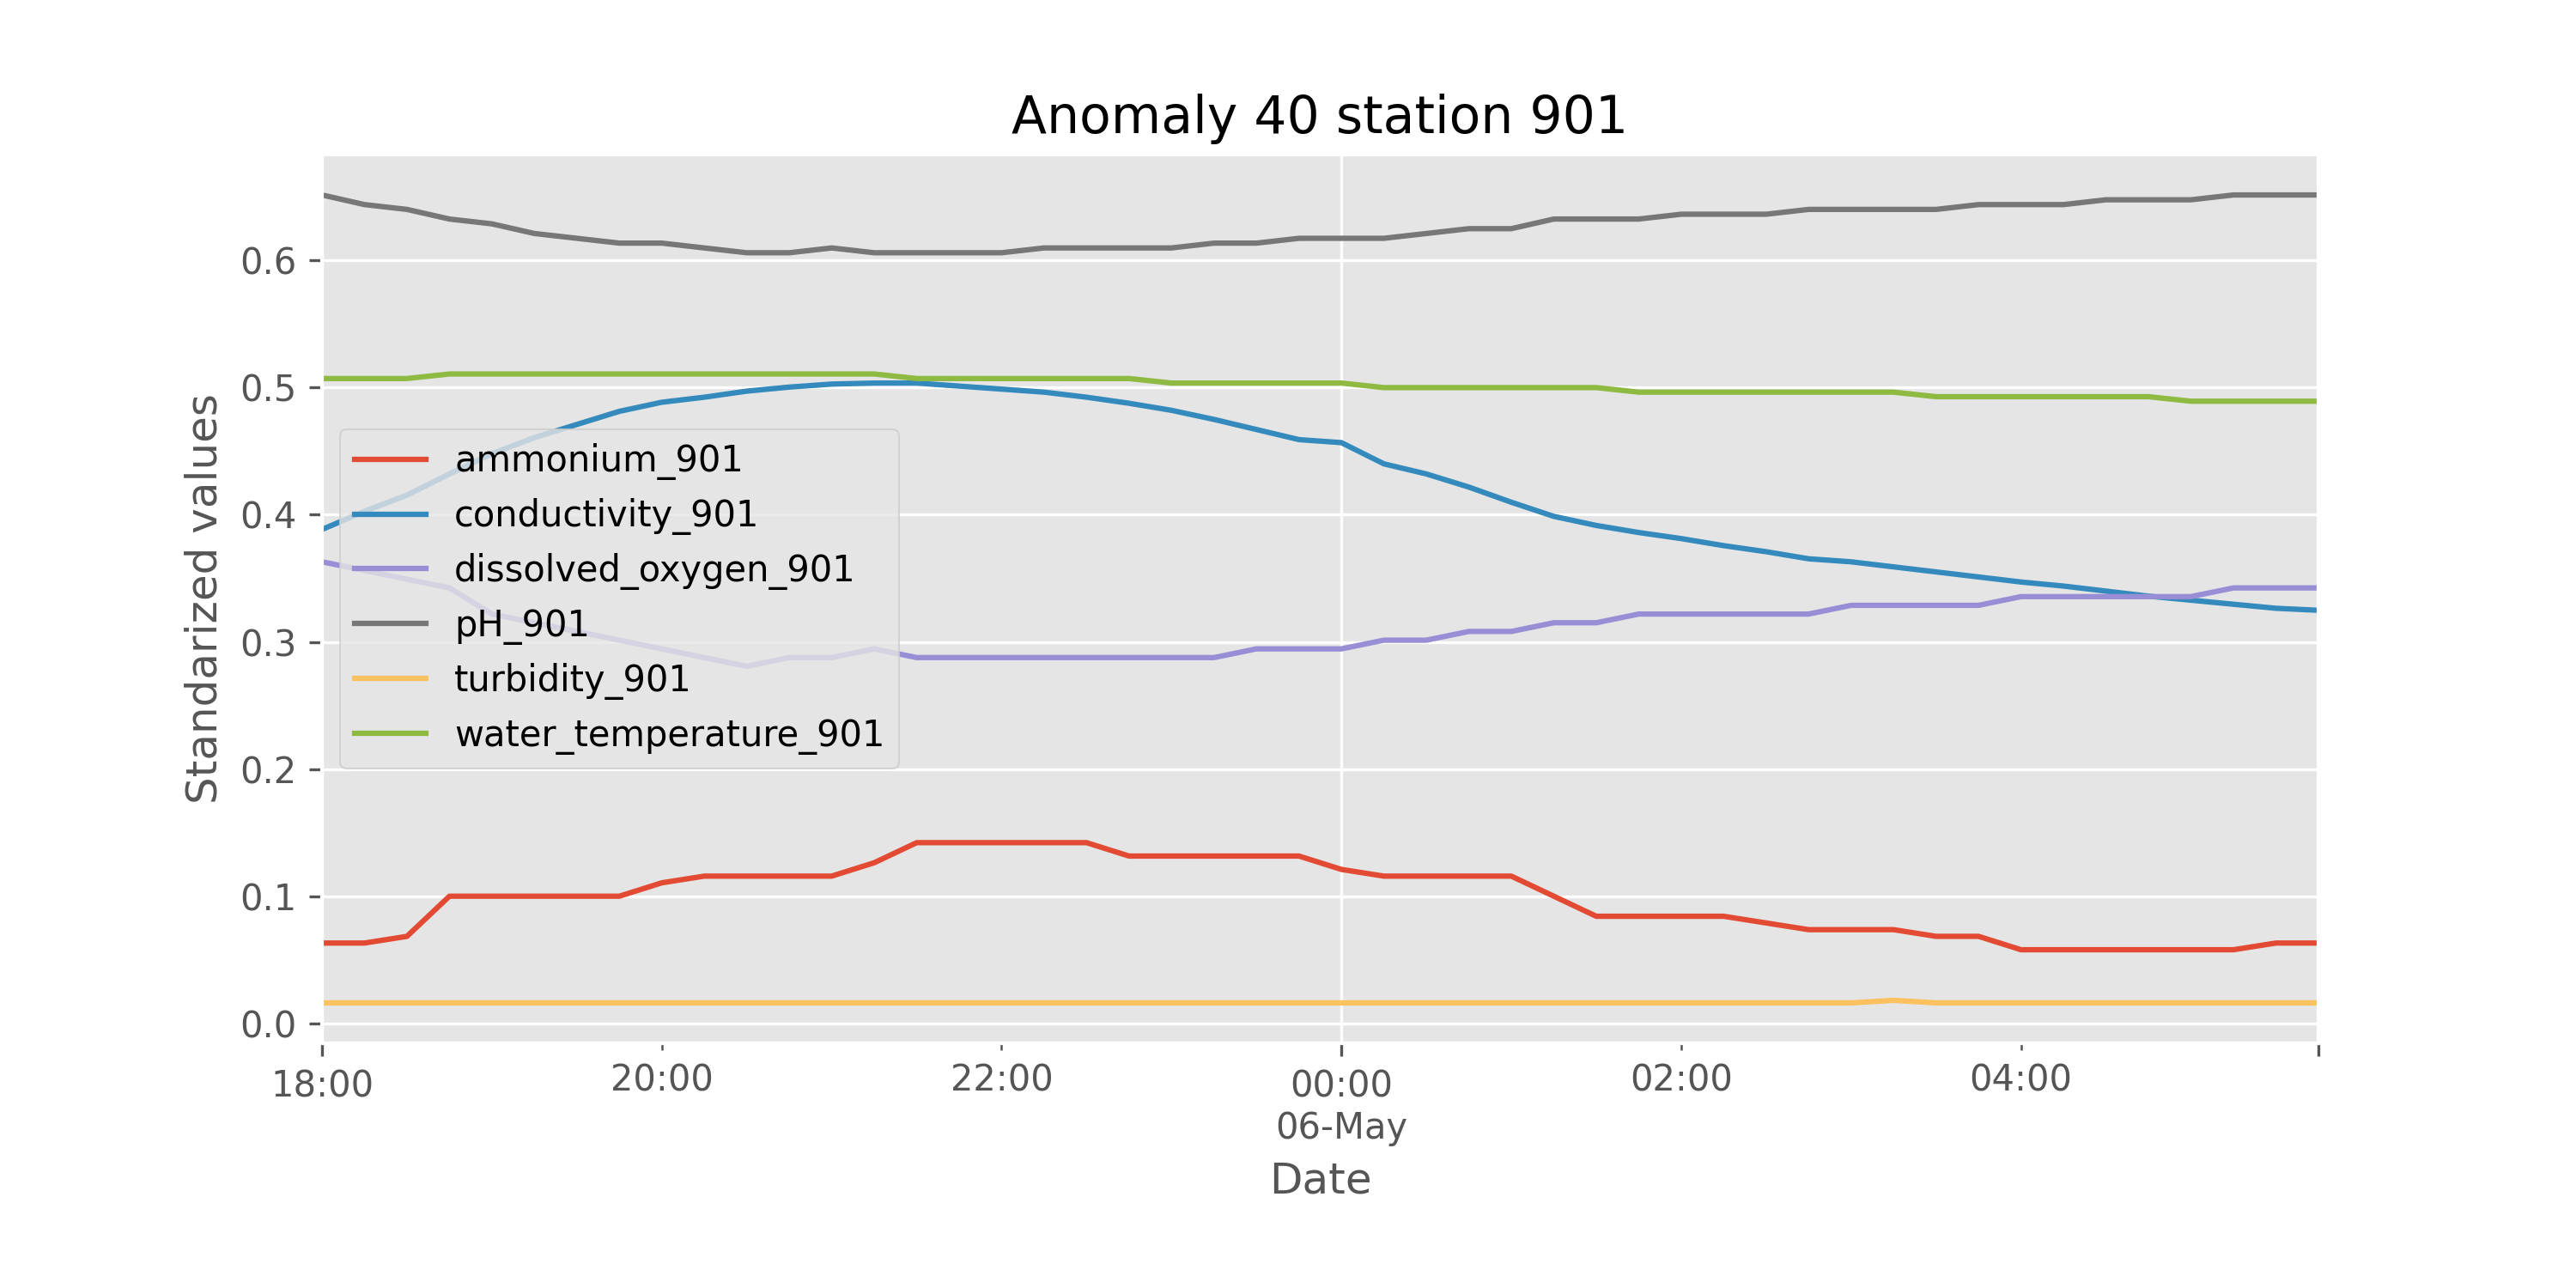 Anomaly 40 station 901
Standarized values
0.6
0.5
0.4
0.3
0.2
0.1
0.0
ammonium_901
conductivity_901
dissolved_oxygen_901
pH_901
turbidity_901
water_temperature_901
18:00 20:00 22:00 00:00 02:00 04:00
06-May
Date